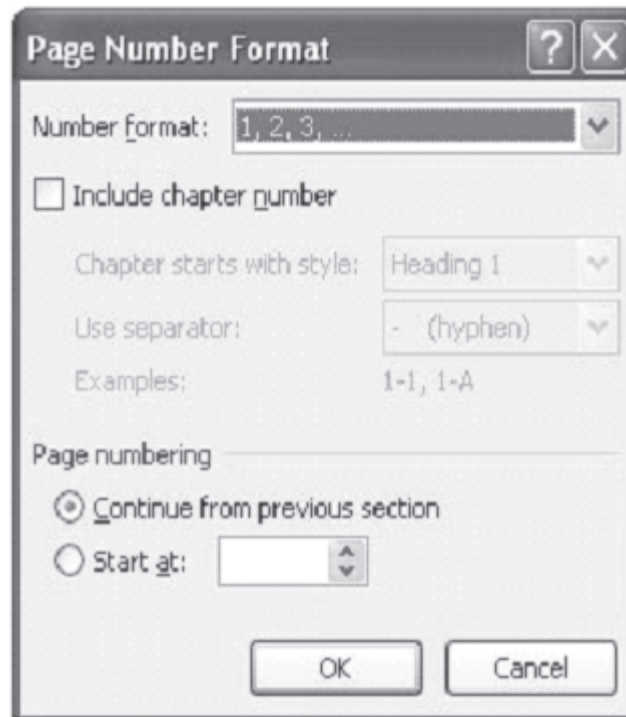 Page Number Format
Number format: 1, 2, 3, ...
Include chapter number
Chapter starts with style: Heading 1
Use separator: - (hyphen)
Examples: 1-1, 1-A
Page numbering
Continue from previous section
Start at:
OK Cancel